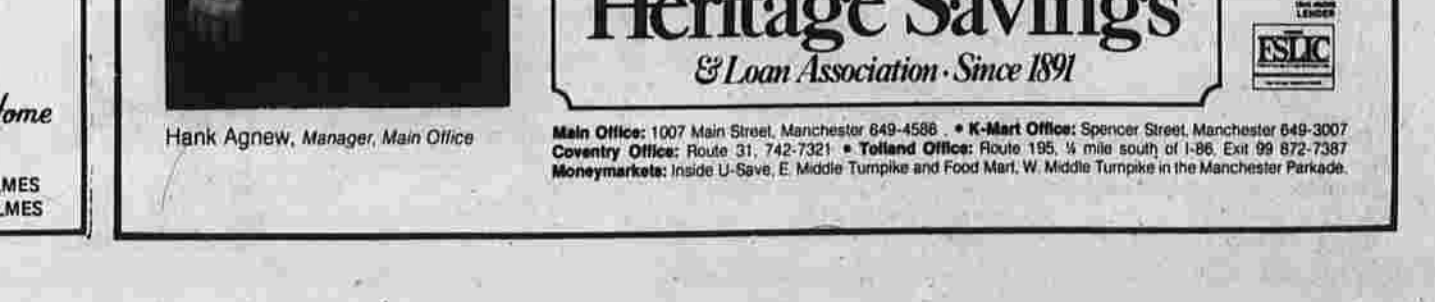 Heritage Savings
& Loan Association · Since 1891
LENDER
FSLIC
Home
Hank Agnew, Manager, Main Office
Main Office: 1007 Main Street, Manchester 649-4586 . • K-Mart Office: Spencer Street, Manchester 649-3007
Coventry Office: Route 31, 742-7321 • Tolland Office: Route 195, ¼ mile south of I-86, Exit 99 872-7387
Moneymarkets: Inside U-Save, E. Middle Turnpike and Food Mart, W. Middle Turnpike in the Manchester Parkade.
MES
LMES